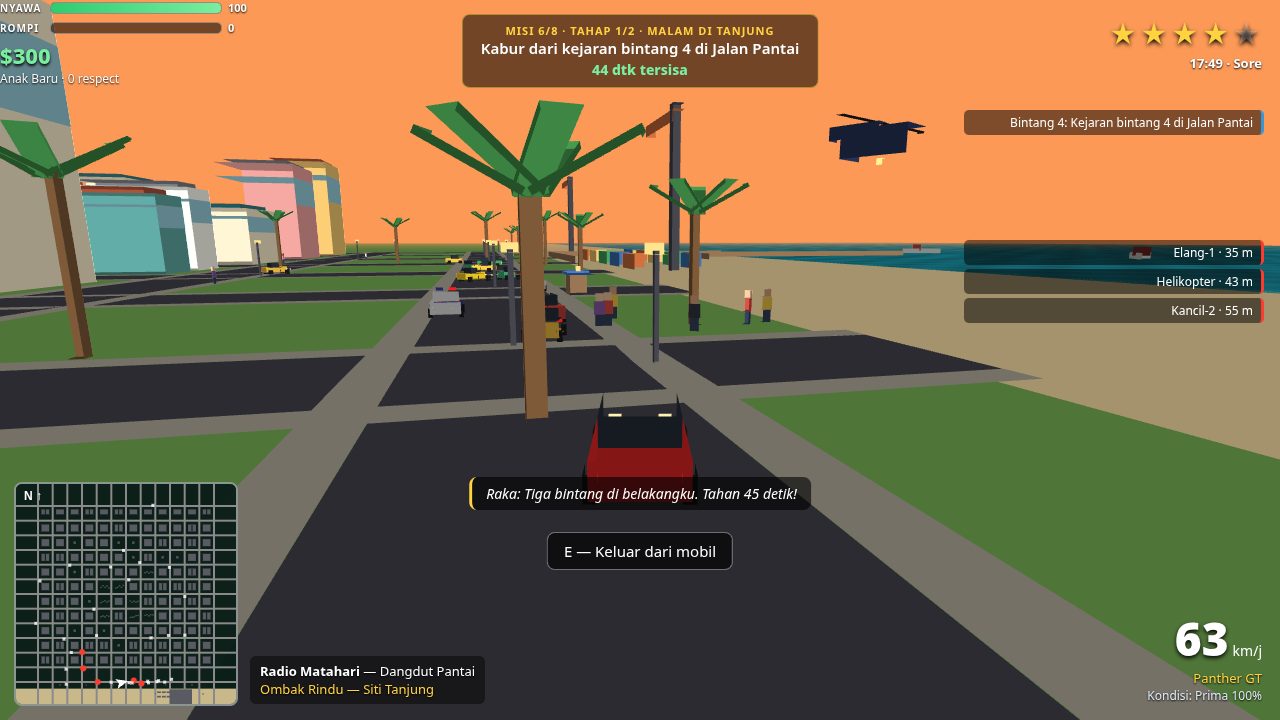 NYAWA 100
ROMPI 0
$300
Anak Baru · 0 respect
MISI 6/8 · TAHAP 1/2 · MALAM DI TANJUNG
Kabur dari kejaran bintang 4 di Jalan Pantai
44 dtk tersisa
17:49 · Sore
Bintang 4: Kejaran bintang 4 di Jalan Pantai
Elang-1 · 35 m
Helikopter · 43 m
Kancil-2 · 55 m
Raka: Tiga bintang di belakangku. Tahan 45 detik!
E — Keluar dari mobil
N ↑
Radio Matahari — Dangdut Pantai
Ombak Rindu — Siti Tanjung
63 km/j
Panther GT
Kondisi: Prima 100%